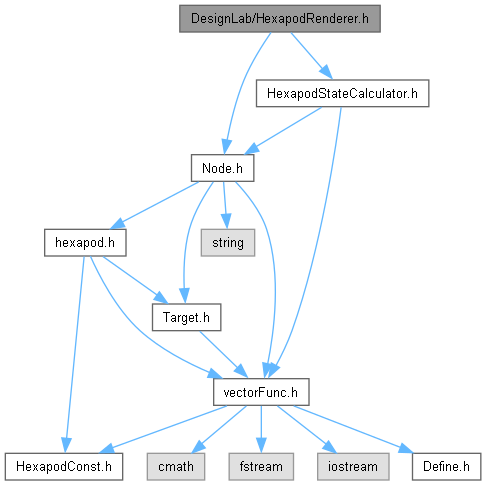 DesignLab/HexapodRenderer.h
HexapodStateCalculator.h
Node.h
hexapod.h
string
Target.h
vectorFunc.h
HexapodConst.h
cmath
fstream
iostream
Define.h